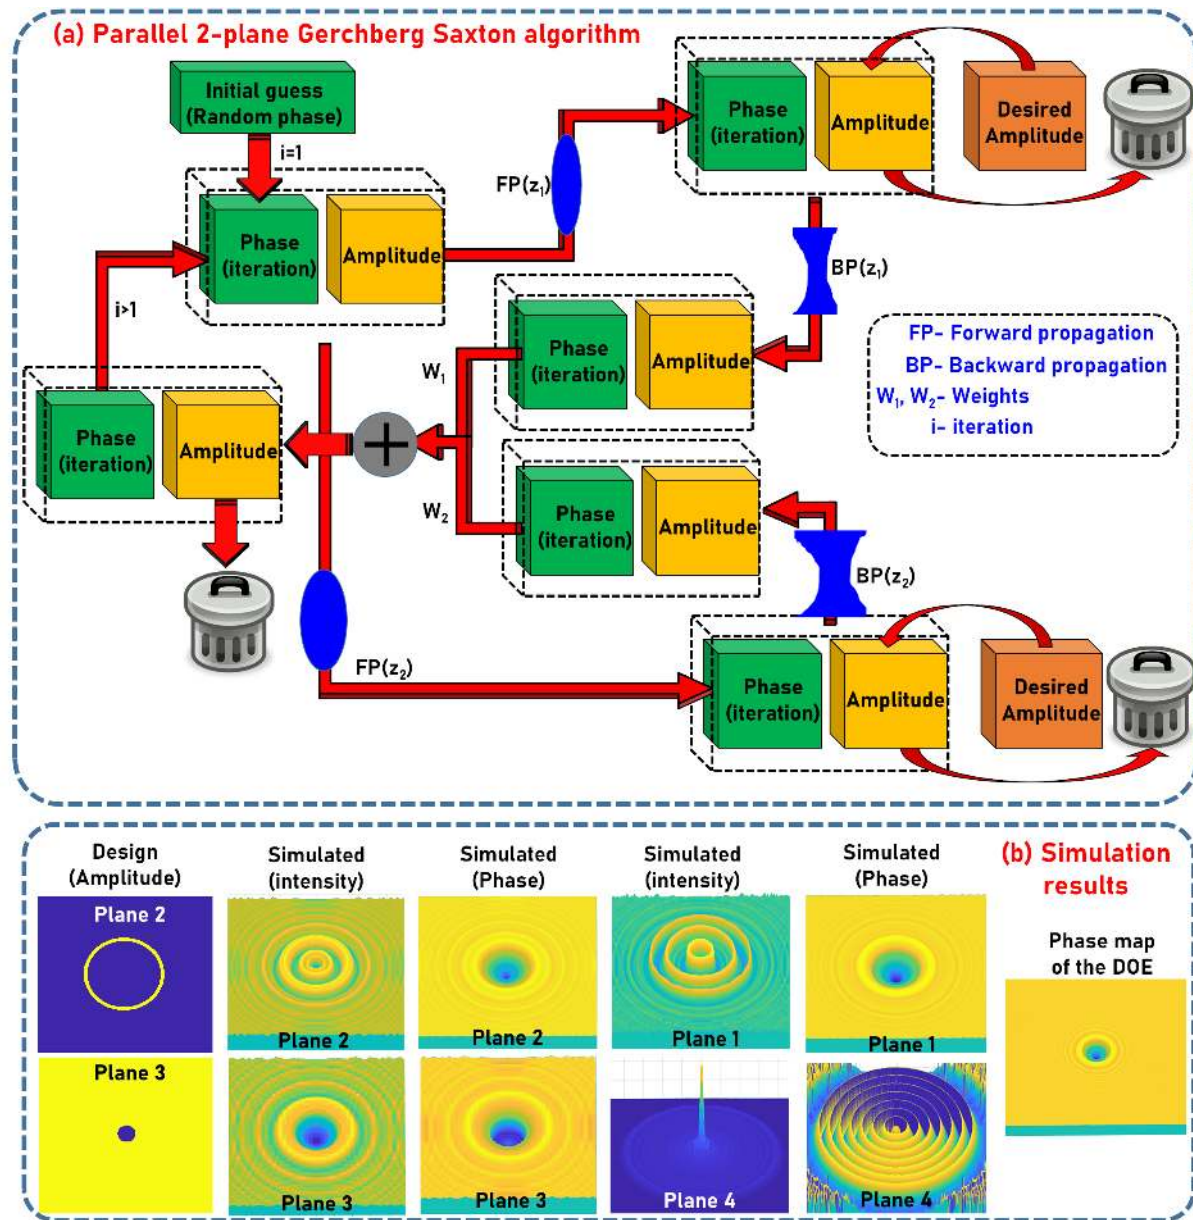 (a) Parallel 2-plane Gerchberg Saxton algorithm
Initial guess
(Random phase)
i=1
Phase
(iteration)
Amplitude
FP(z₁)
Phase
(iteration)
Amplitude
Desired
Amplitude
BP(z₁)
i>1
Phase
(iteration)
Amplitude
W₁
FP- Forward propagation
BP- Backward propagation
W₁, W₂- Weights
i- iteration
Phase
(iteration)
Amplitude
W₂
Phase
(iteration)
Amplitude
BP(z₂)
FP(z₂)
Phase
(iteration)
Amplitude
Desired
Amplitude
Design
(Amplitude)
Simulated
(intensity)
Simulated
(Phase)
Simulated
(intensity)
Simulated
(Phase)
(b) Simulation
results
Plane 2
Plane 2
Plane 2
Plane 1
Plane 1
Phase map
of the DOE
Plane 3
Plane 3
Plane 3
Plane 4
Plane 4